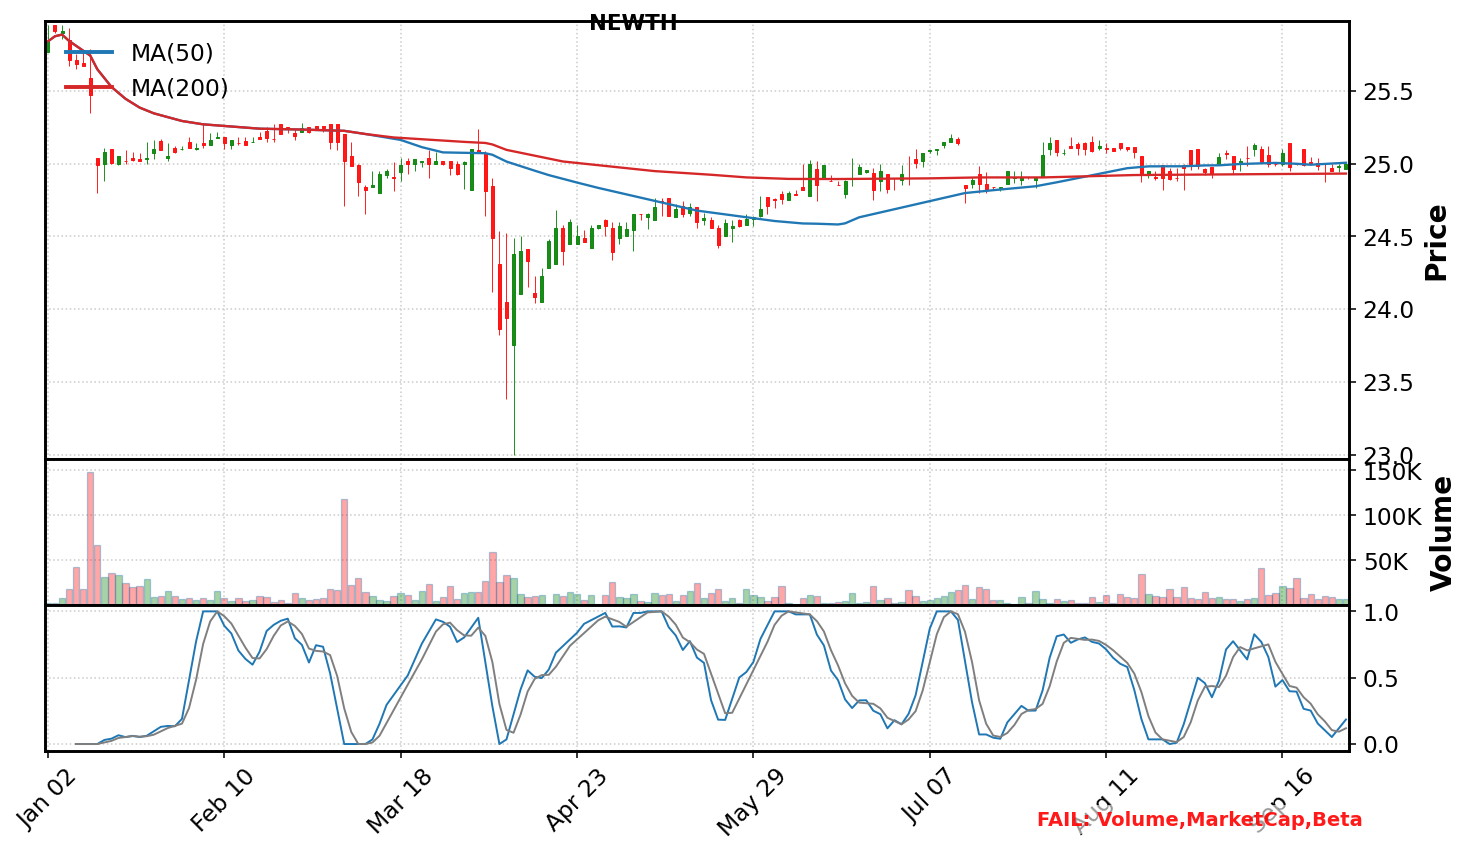 NEWTH
MA(50)
MA(200)
25.5
25.0
24.5
24.0
23.5
23.0
Price
150K
100K
50K
Volume
1.0
0.5
0.0
Jan 02
Feb 10
Mar 18
Apr 23
May 29
Jul 07
Aug 11
Sep 16
FAIL: Volume,MarketCap,Beta